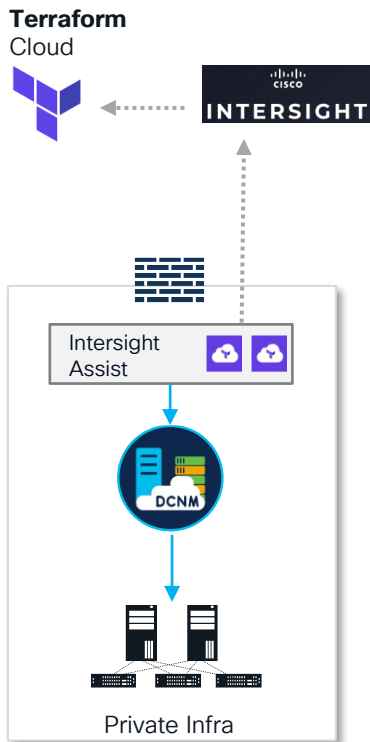 Terraform
Cloud
CISCO
INTERSIGHT
Intersight
Assist
DCNM
Private Infra